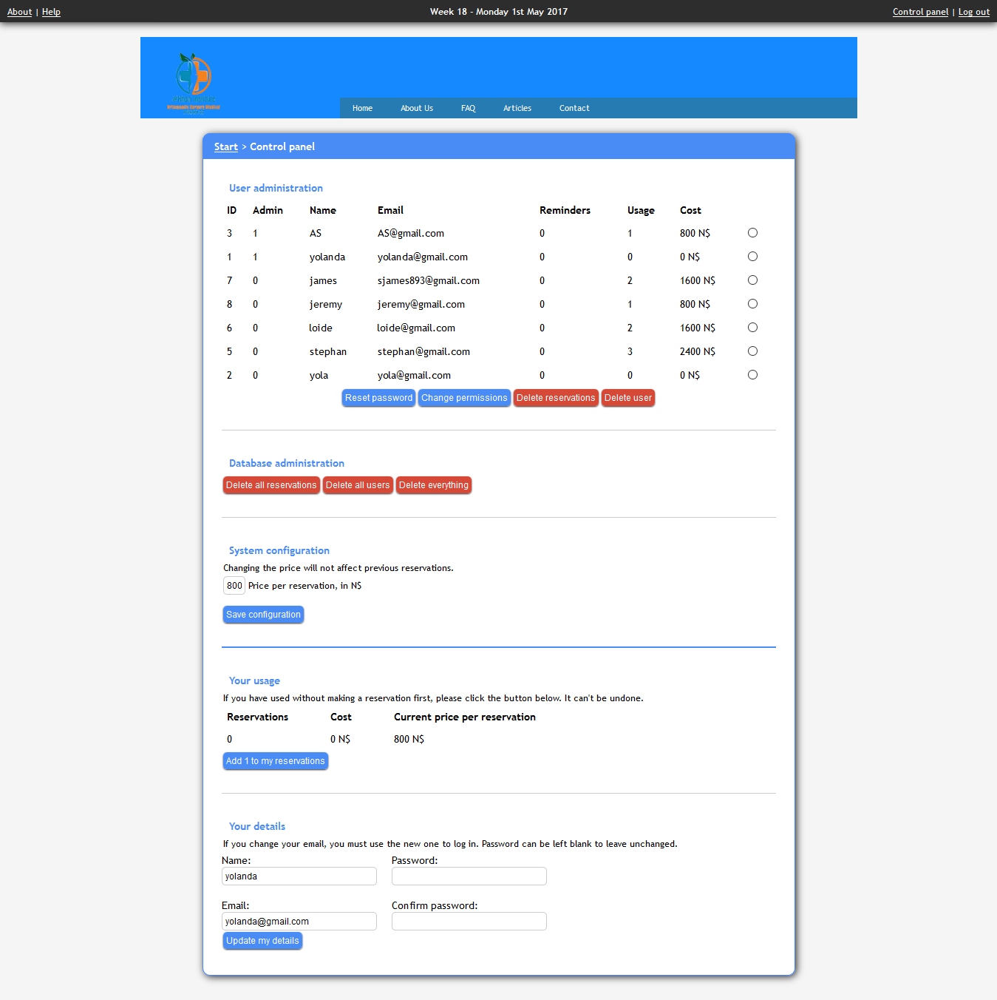 About | Help
Week 18 - Monday 1st May 2017
Control panel | Log out
Home About Us FAQ Articles Contact
Start > Control panel
User administration
ID Admin Name Email Reminders Usage Cost
3 1 AS AS@gmail.com 0 1 800 N$
1 1 yolanda yolanda@gmail.com 0 0 0 N$
7 0 james sjames893@gmail.com 0 2 1600 N$
8 0 jeremy jeremy@gmail.com 0 1 800 N$
6 0 loide loide@gmail.com 0 2 1600 N$
5 0 stephan stephan@gmail.com 0 3 2400 N$
2 0 yola yola@gmail.com 0 0 0 N$
Reset password Change permissions Delete reservations Delete user
Database administration
Delete all reservations Delete all users Delete everything
System configuration
Changing the price will not affect previous reservations.
800 Price per reservation, in N$
Save configuration
Your usage
If you have used without making a reservation first, please click the button below. It can't be undone.
Reservations Cost Current price per reservation
0 0 N$ 800 N$
Add 1 to my reservations
Your details
If you change your email, you must use the new one to log in. Password can be left blank to leave unchanged.
Name: Password:
yolanda
Email: Confirm password:
yolanda@gmail.com
Update my details